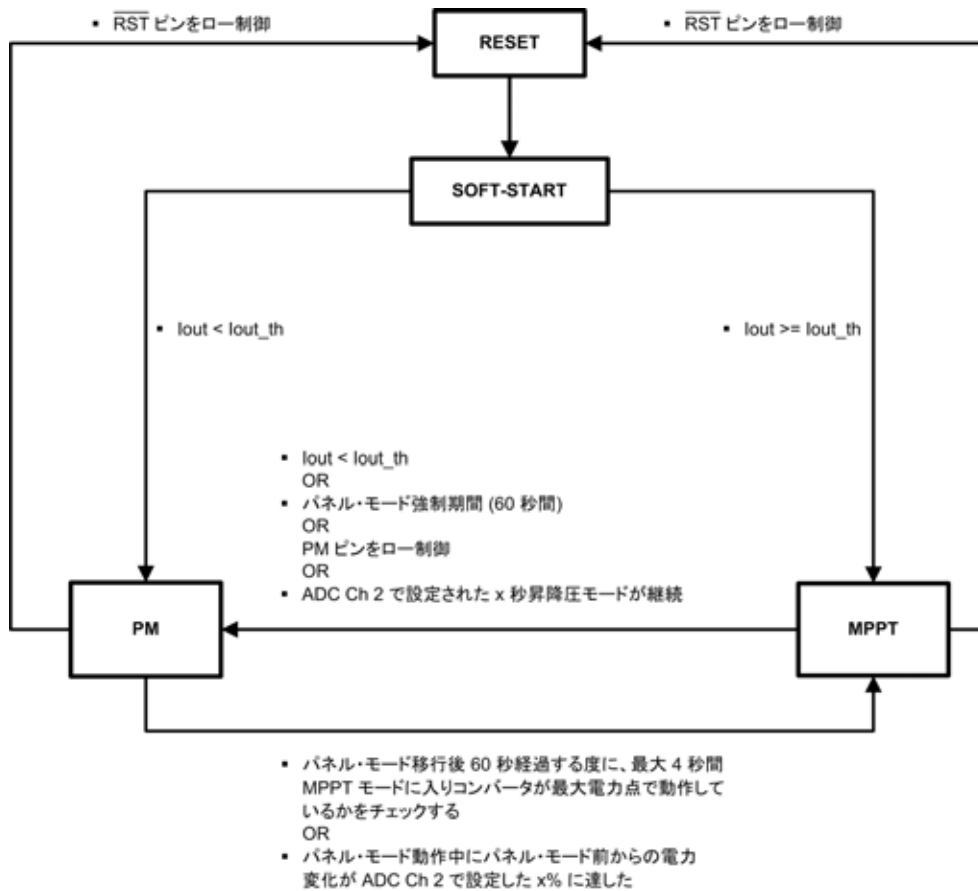 ▪ RST ピンをロー制御
▪ RST ピンをロー制御
RESET
SOFT-START
▪ Iout < Iout_th
▪ Iout >= Iout_th
▪ Iout < Iout_th
OR
▪ パネル・モード強制期間 (60 秒間)
OR
PM ピンをロー制御
OR
▪ ADC Ch 2 で設定された x 秒昇降圧モードが継続
PM
MPPT
▪ パネル・モード移行後 60 秒経過する度に、最大 4 秒間
MPPT モードに入りコンバータが最大電力点で動作して
いるかをチェックする
OR
▪ パネル・モード動作中にパネル・モード前からの電力
変化が ADC Ch 2 で設定した x% に達した